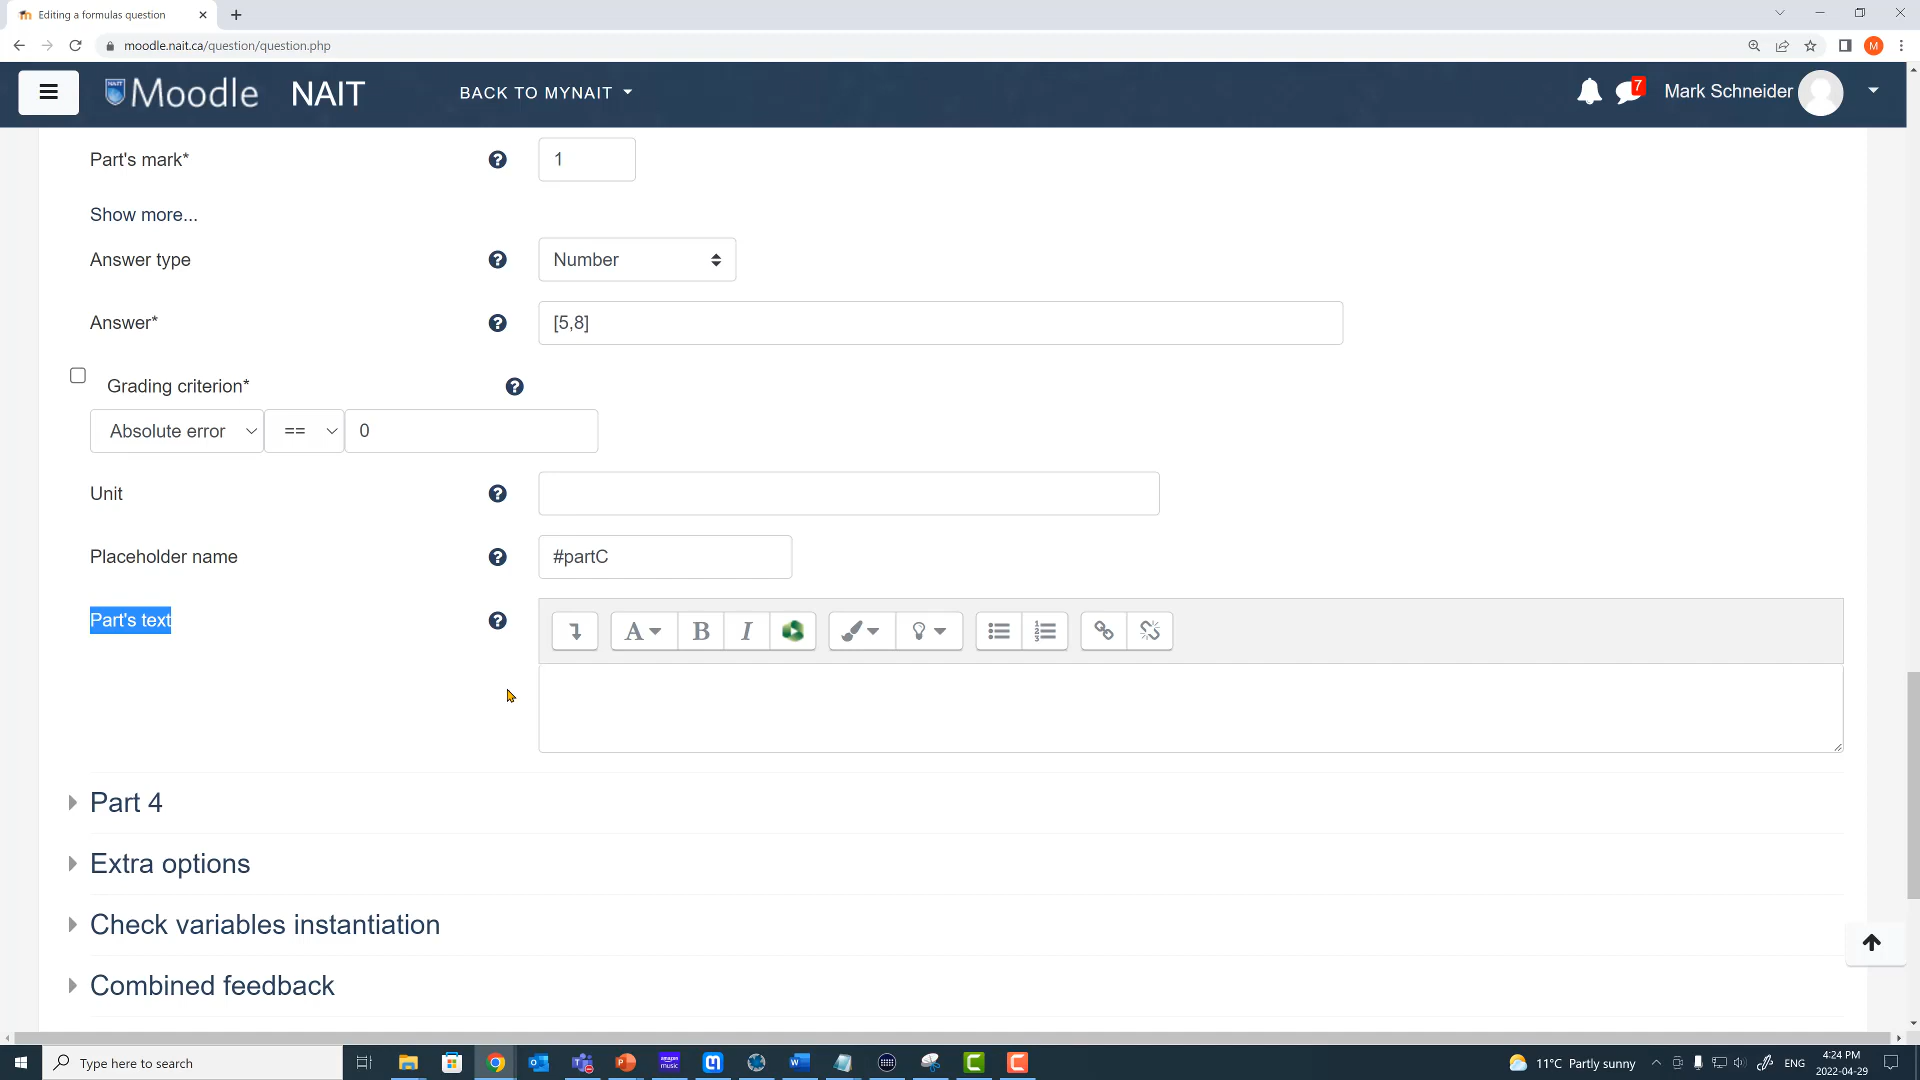 Editing a formulas question
moodle.nait.ca/question/question.php
M
NAIT
Moodle
NAIT
BACK TO MYNAIT
7
Mark Schneider
Part's mark*
1
Show more...
Answer type
Number
Answer*
[5,8]
Grading criterion*
Absolute error
==
0
Unit
Placeholder name
#partC
Part's text
A
B
I
Part 4
Extra options
Check variables instantiation
Combined feedback
Type here to search
amazon music
11°C Partly sunny
ENG
4:24 PM
2022-04-29